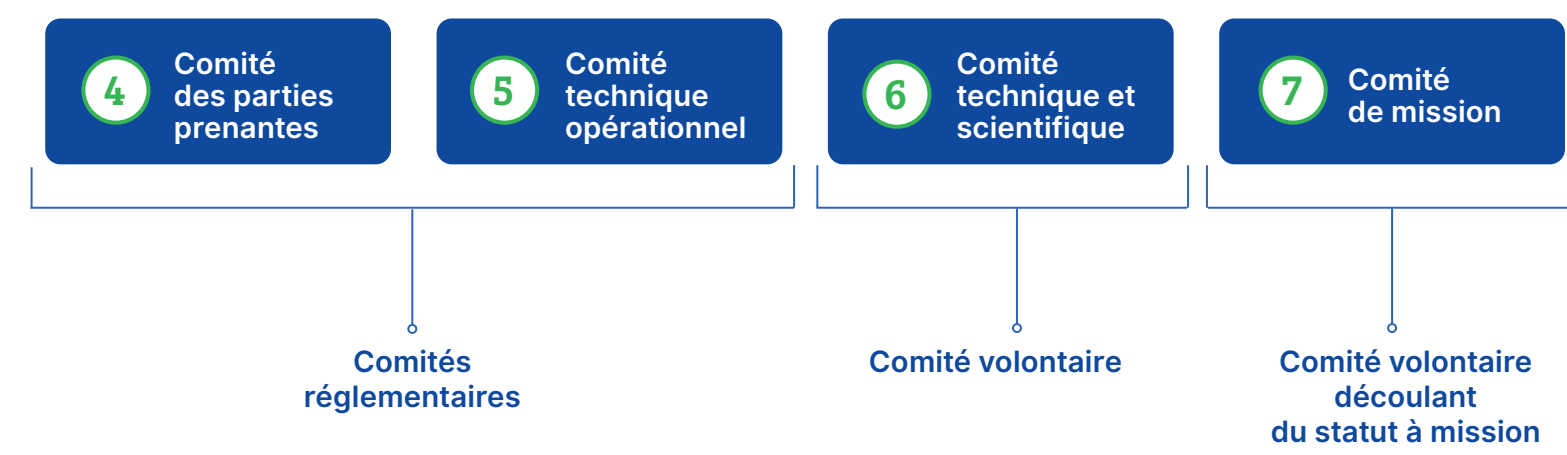 4
Comité
des parties
prenantes
5
Comité
technique
opérationnel
6
Comité
technique et
scientifique
7
Comité
de mission
Comités
réglementaires
Comité volontaire
Comité volontaire
découlant
du statut à mission